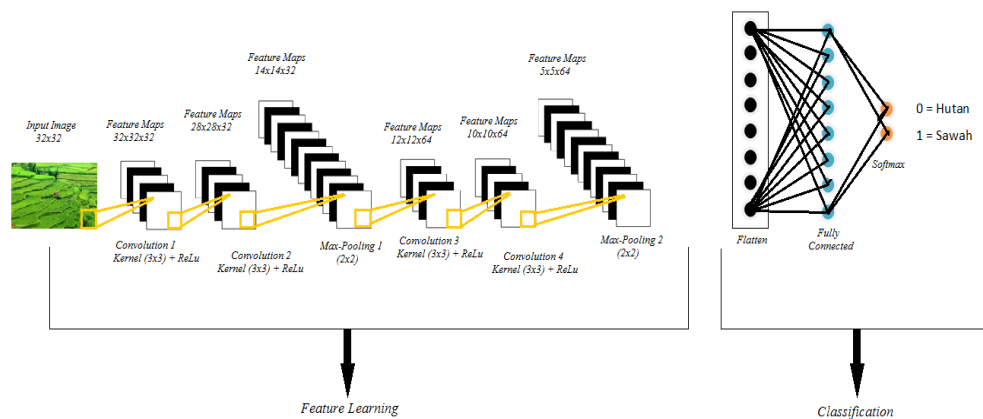 Input Image
32x32
Feature Maps
32x32x32
Feature Maps
28x28x32
Feature Maps
14x14x32
Feature Maps
12x12x64
Feature Maps
10x10x64
Feature Maps
5x5x64
Convolution 1
Kernel (3x3) + ReLu
Convolution 2
Kernel (3x3) + ReLu
Max-Pooling 1
(2x2)
Convolution 3
Kernel (3x3) + ReLu
Convolution 4
Kernel (3x3) + ReLu
Max-Pooling 2
(2x2)
Flatten
Fully
Connected
Softmax
0 = Hutan
1 = Sawah
Feature Learning
Classification